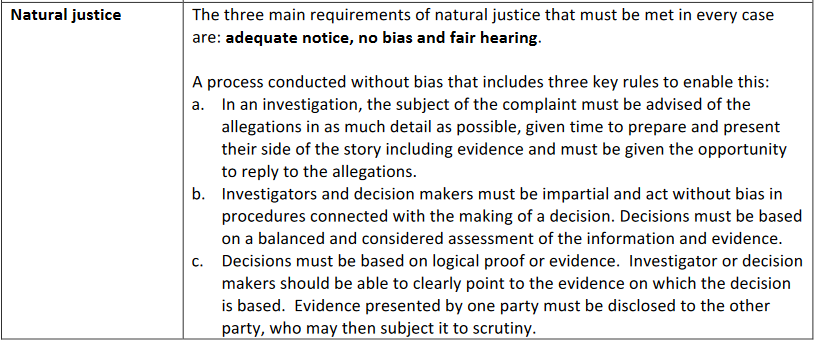 Natural justice
The three main requirements of natural justice that must be met in every case
are: adequate notice, no bias and fair hearing.
A process conducted without bias that includes three key rules to enable this:
a. In an investigation, the subject of the complaint must be advised of the
allegations in as much detail as possible, given time to prepare and present
their side of the story including evidence and must be given the opportunity
to reply to the allegations.
b. Investigators and decision makers must be impartial and act without bias in
procedures connected with the making of a decision. Decisions must be based
on a balanced and considered assessment of the information and evidence.
c. Decisions must be based on logical proof or evidence.  Investigator or decision
makers should be able to clearly point to the evidence on which the decision
is based.  Evidence presented by one party must be disclosed to the other
party, who may then subject it to scrutiny.